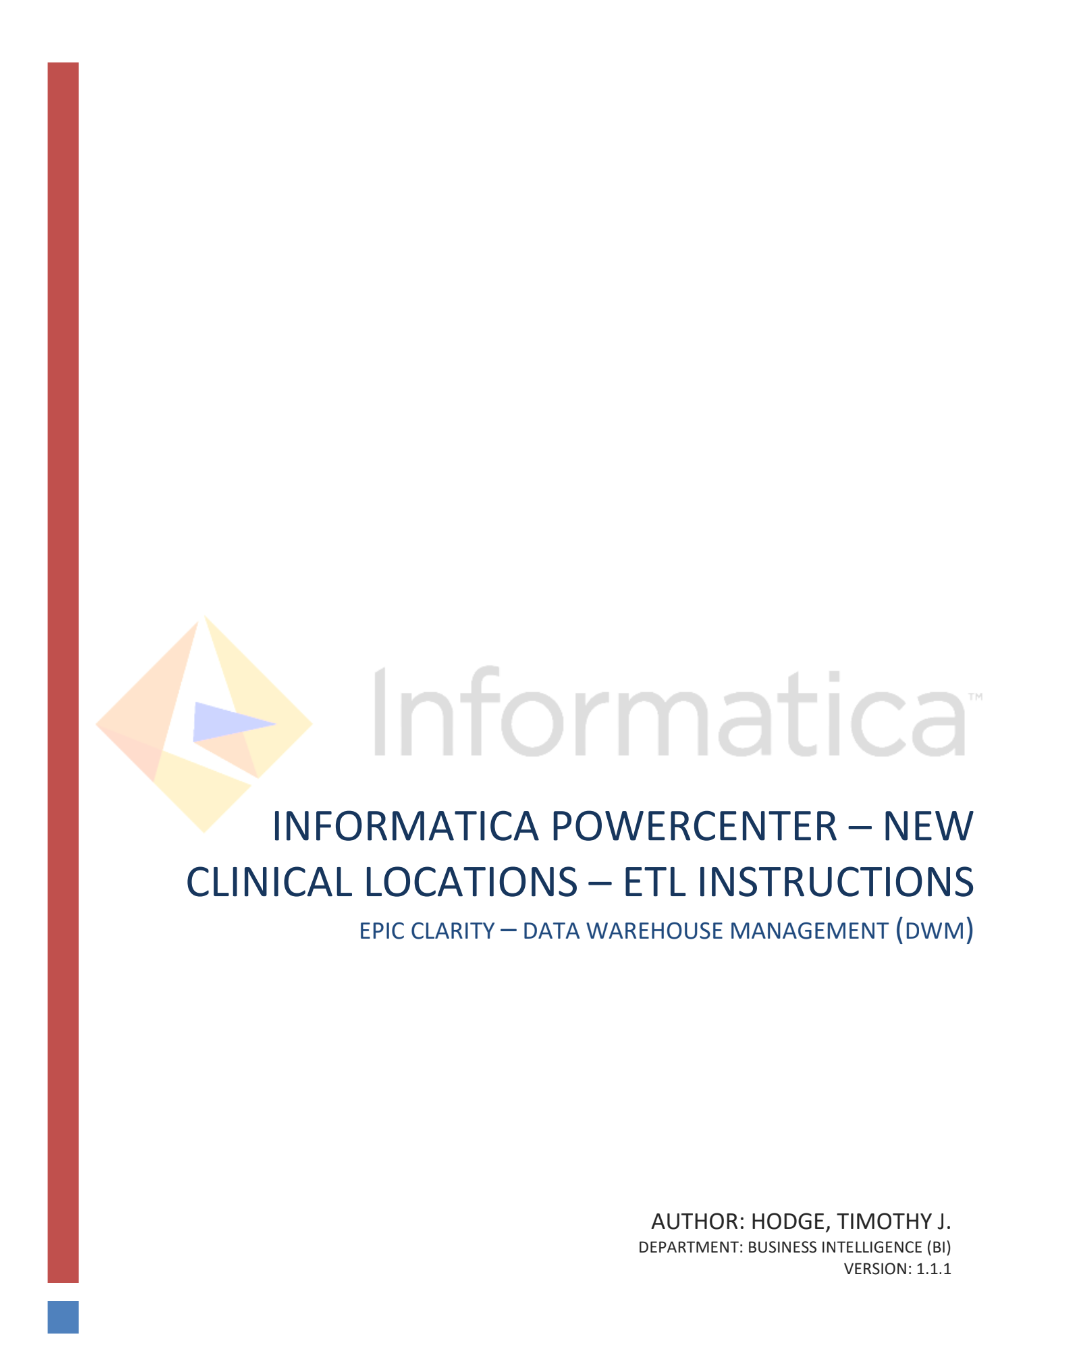 Informatica™
INFORMATICA POWERCENTER – NEW
CLINICAL LOCATIONS – ETL INSTRUCTIONS
EPIC CLARITY – DATA WAREHOUSE MANAGEMENT (DWM)
AUTHOR: HODGE, TIMOTHY J.
DEPARTMENT: BUSINESS INTELLIGENCE (BI)
VERSION: 1.1.1